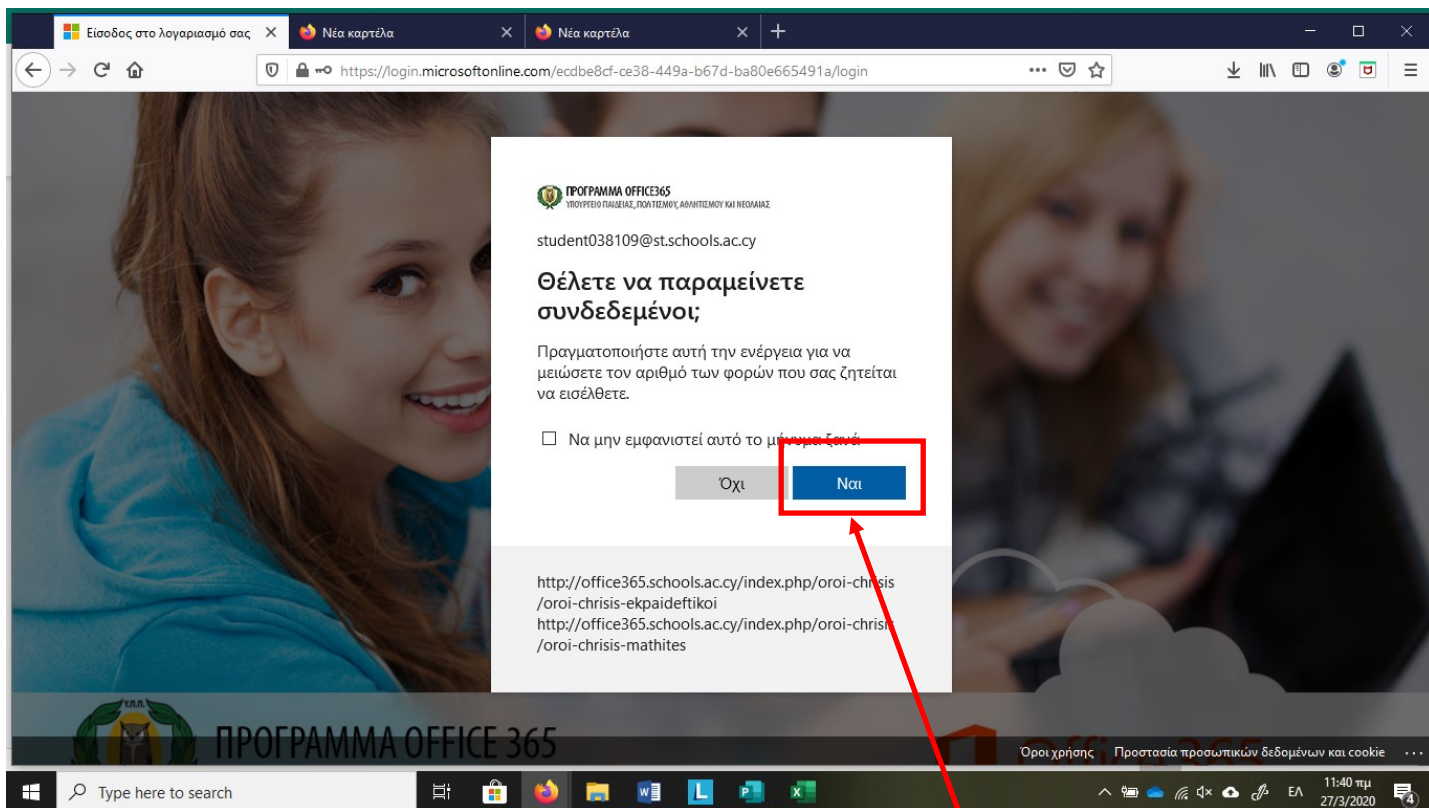 Είσοδος στο λογαριασμό σας
Νέα καρτέλα
Νέα καρτέλα
https://login.microsoftonline.com/ecdbe8cf-ce38-449a-b67d-ba80e665491a/login
ΠΡΟΓΡΑΜΜΑ OFFICE365
ΥΠΟΥΡΓΕΙΟ ΠΑΙΔΕΙΑΣ, ΠΟΛΙΤΙΣΜΟΥ, ΑΘΛΗΤΙΣΜΟΥ ΚΑΙ ΝΕΟΛΑΙΑΣ
student038109@st.schools.ac.cy
Θέλετε να παραμείνετε
συνδεδεμένοι;
Πραγματοποιήστε αυτή την ενέργεια για να
μειώσετε τον αριθμό των φορών που σας ζητείται
να εισέλθετε.
Να μην εμφανιστεί αυτό το μήνυμα ξανά
Όχι
Ναι
http://office365.schools.ac.cy/index.php/oroi-chrisis
/oroi-chrisis-ekpaideftikoi
http://office365.schools.ac.cy/index.php/oroi-chrisis
/oroi-chrisis-mathites
Υ.Π.Π.
ΠΡΟΓΡΑΜΜΑ OFFICE 365
Office 365
Όροι χρήσης Προστασία προσωπικών δεδομένων και cookie ...
Type here to search
ΕΛ
11:40 πμ
27/3/2020
4